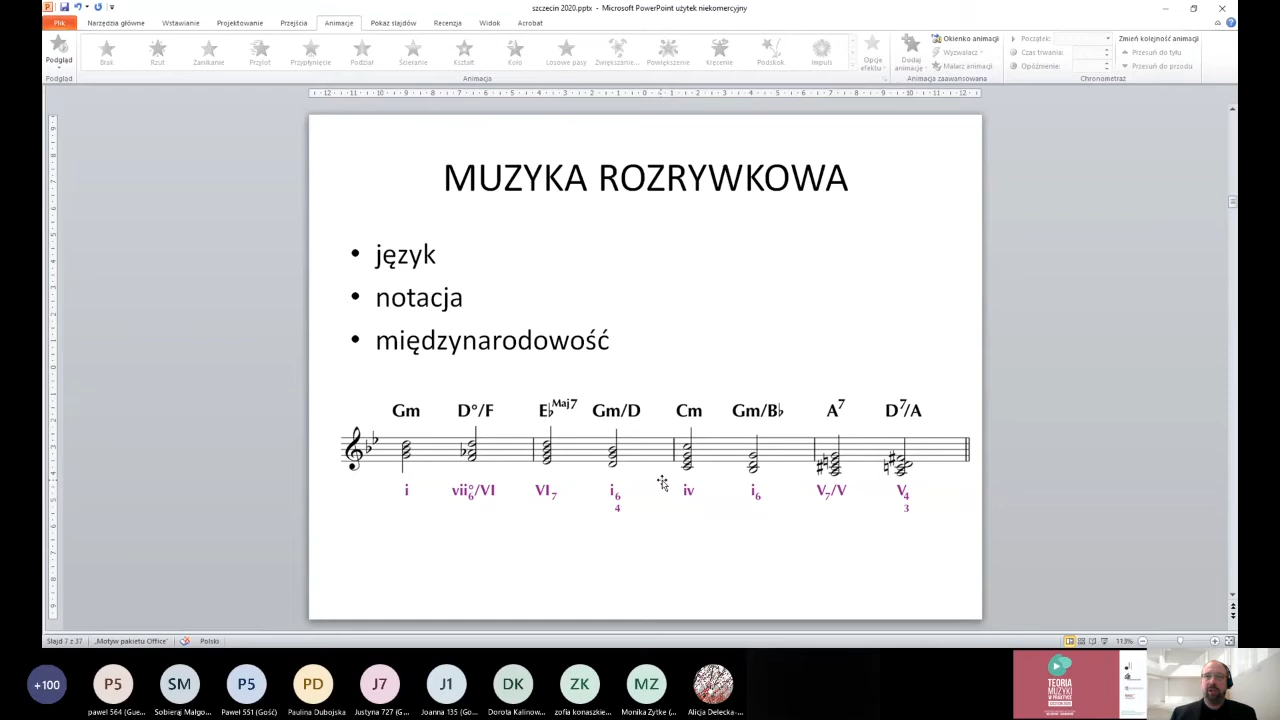 szczecin 2020.pptx - Microsoft PowerPoint użytek niekomercyjny
Plik Narzędzia główne Wstawianie Projektowanie Przejścia Animacje Pokaz slajdów Recenzja Widok Acrobat
Podgląd
Podgląd
Brak Rzut Zanikanie Przylot Przypłynięcie Podział Ścieranie Kształt Koło Losowe pasy Zwiększanie... Powiększenie Kręcenie Podskok Impuls
Animacja
Opcje efektu
Dodaj animację
Okienko animacji
Wyzwalacz
Malarz animacji
Animacja zaawansowana
Początek:
Czas trwania:
Opóźnienie:
Zmień kolejność animacji
Przesuń do tyłu
Przesuń do przodu
Chronometraż
MUZYKA ROZRYWKOWA
• język
• notacja
• międzynarodowość
Gm D°/F E♭Maj7 Gm/D Cm Gm/B♭ A7 D7/A
i vii°6/VI VI7 i64 iv i6 V7/V V43
Slajd 7 z 37 „Motyw pakietu Office” Polski 113%
+100 P5 SM P5 PD J7 J1 DK ZK MZ
paweł 564 (Gue... Sobieraj Małgo... Paweł 551 (Gość) Paulina Dubojska Justyna 727 (G... Joanna 135 (Go... Dorota Kalinow... zofia konaszkie... Monika Zytke (... Alicja Delecka-...
TEORIA
MUZYKI
W PRAKTYCE